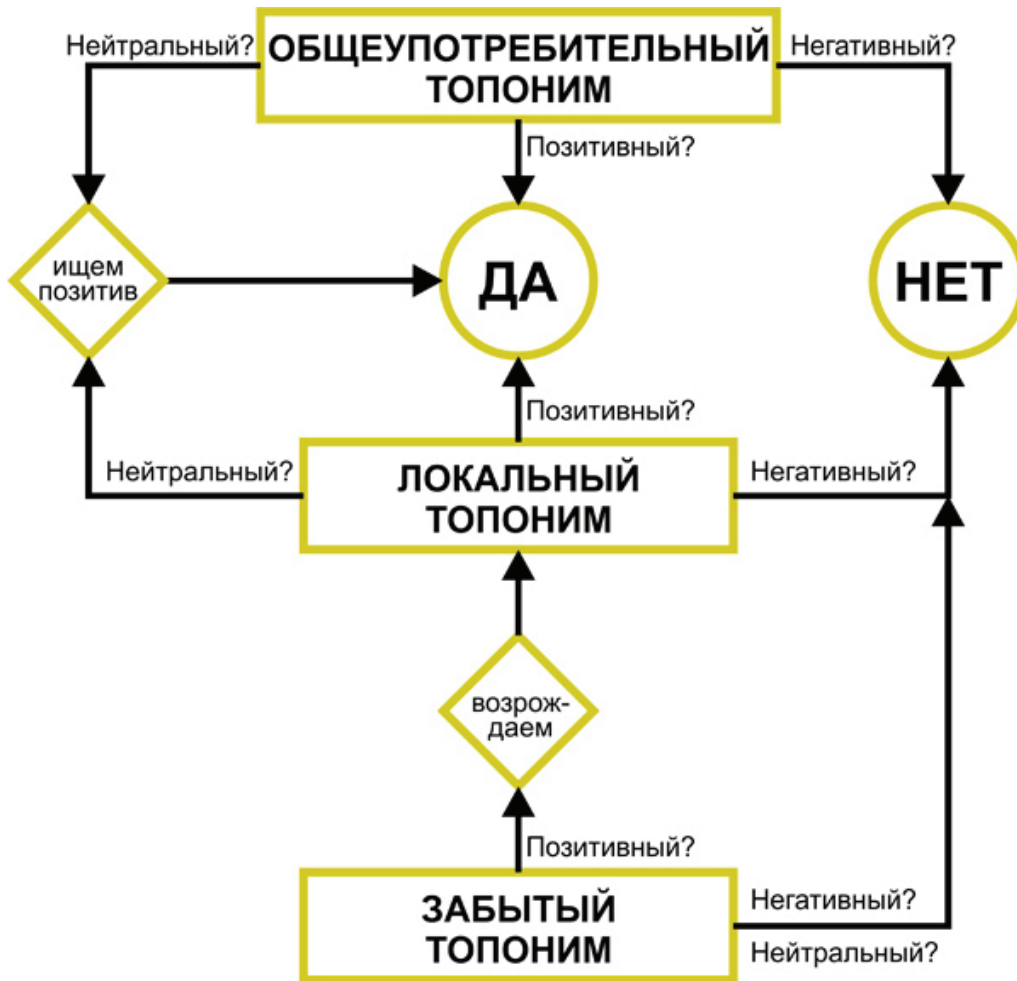 Нейтральный?
ОБЩЕУПОТРЕБИТЕЛЬНЫЙ
ТОПОНИМ
Негативный?
Позитивный?
ищем
позитив
ДА
НЕТ
Позитивный?
Нейтральный?
ЛОКАЛЬНЫЙ
ТОПОНИМ
Негативный?
возрож-
даем
Позитивный?
ЗАБЫТЫЙ
ТОПОНИМ
Негативный?
Нейтральный?